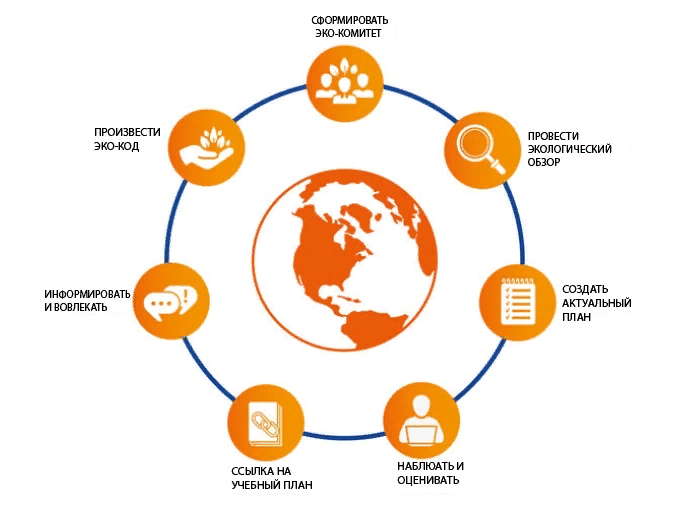 СФОРМИРОВАТЬ
ЭКО-КОМИТЕТ
ПРОВЕСТИ
ЭКОЛОГИЧЕСКИЙ
ОБЗОР
СОЗДАТЬ
АКТУАЛЬНЫЙ
ПЛАН
НАБЛЮАТЬ И
ОЦЕНИВАТЬ
ССЫЛКА НА
УЧЕБНЫЙ ПЛАН
ИНФОРМИРОВАТЬ
И ВОВЛЕКАТЬ
ПРОИЗВЕСТИ
ЭКО-КОД